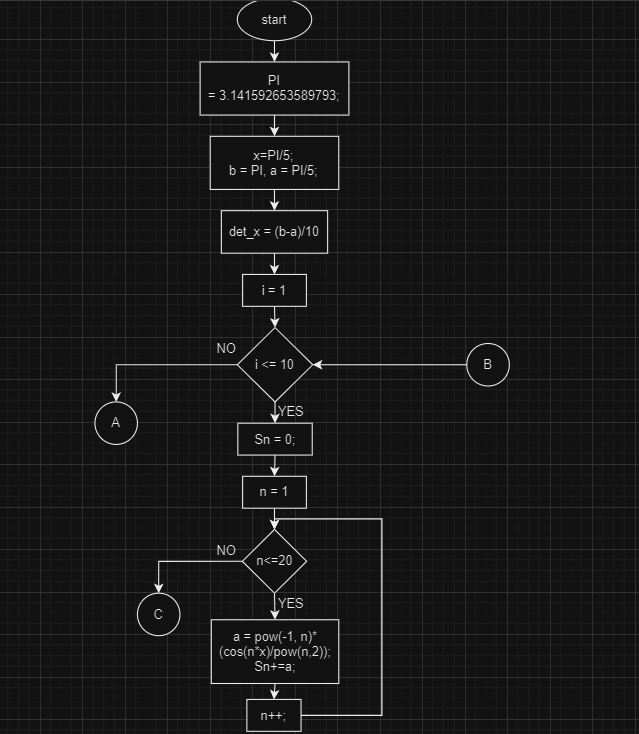 start
PI
= 3.141592653589793;
x=PI/5;
b = PI, a = PI/5;
det_x = (b-a)/10
i = 1
NO
i <= 10
B
A
YES
Sn = 0;
n = 1
NO
n<=20
C
YES
a = pow(-1, n)*
(cos(n*x)/pow(n,2));
Sn+=a;
n++;